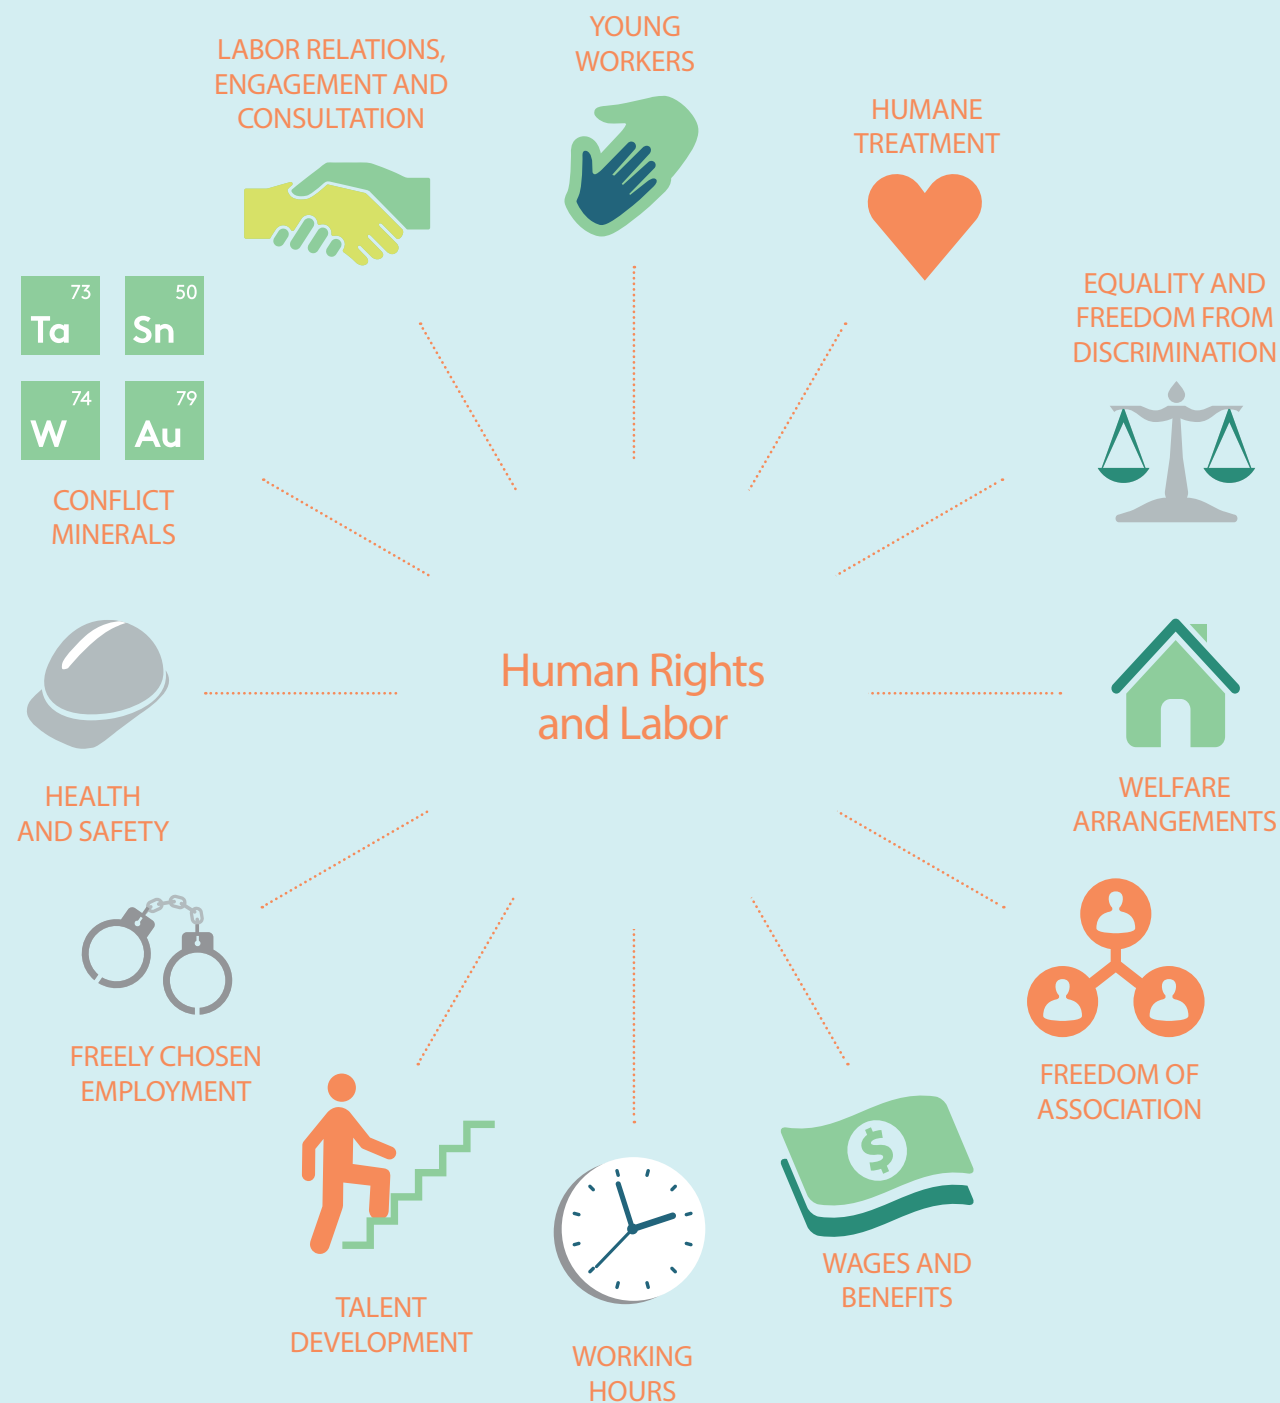 YOUNG
WORKERS
LABOR RELATIONS,
ENGAGEMENT AND
CONSULTATION
HUMANE
TREATMENT
EQUALITY AND
FREEDOM FROM
DISCRIMINATION
73
Ta
50
Sn
74
W
79
Au
CONFLICT
MINERALS
Human Rights
and Labor
HEALTH
AND SAFETY
WELFARE
ARRANGEMENTS
FREELY CHOSEN
EMPLOYMENT
FREEDOM OF
ASSOCIATION
$
TALENT
DEVELOPMENT
WORKING
HOURS
WAGES AND
BENEFITS